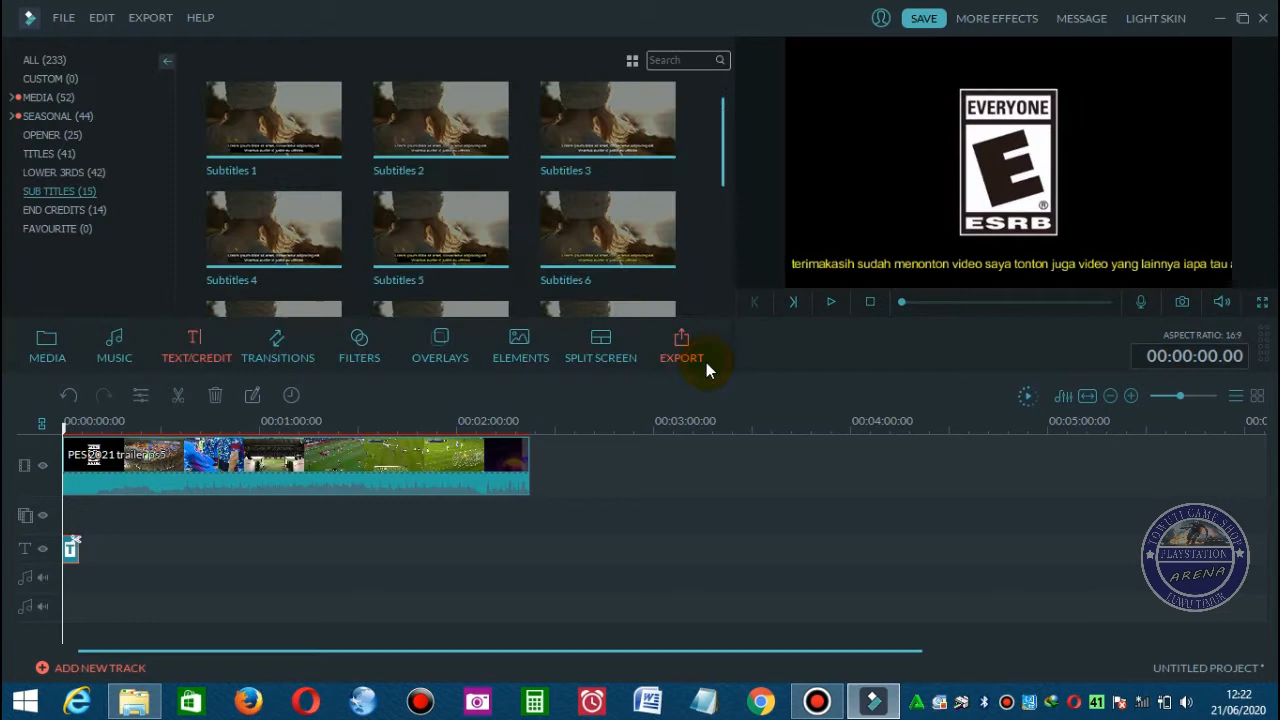 FILE EDIT EXPORT HELP SAVE MORE EFFECTS MESSAGE LIGHT SKIN
ALL (233)
CUSTOM (0)
MEDIA (52)
SEASONAL (44)
OPENER (25)
TITLES (41)
LOWER 3RDS (42)
SUB TITLES (15)
END CREDITS (14)
FAVOURITE (0)
Search
Subtitles 1 Subtitles 2 Subtitles 3
Subtitles 4 Subtitles 5 Subtitles 6
EVERYONE
E
®
ESRB
terimakasih sudah menonton video saya tonton juga video yang lainnya iapa tau
MEDIA MUSIC TEXT/CREDIT TRANSITIONS FILTERS OVERLAYS ELEMENTS SPLIT SCREEN EXPORT
ASPECT RATIO: 16:9
00:00:00.00
00:00:00:00 00:01:00:00 00:02:00:00 00:03:00:00 00:04:00:00 00:05:00:00
PES2021 trailer ps5
T
PLAYSTATION
ARENA
ADD NEW TRACK
UNTITLED PROJECT *
41
12:22
21/06/2020